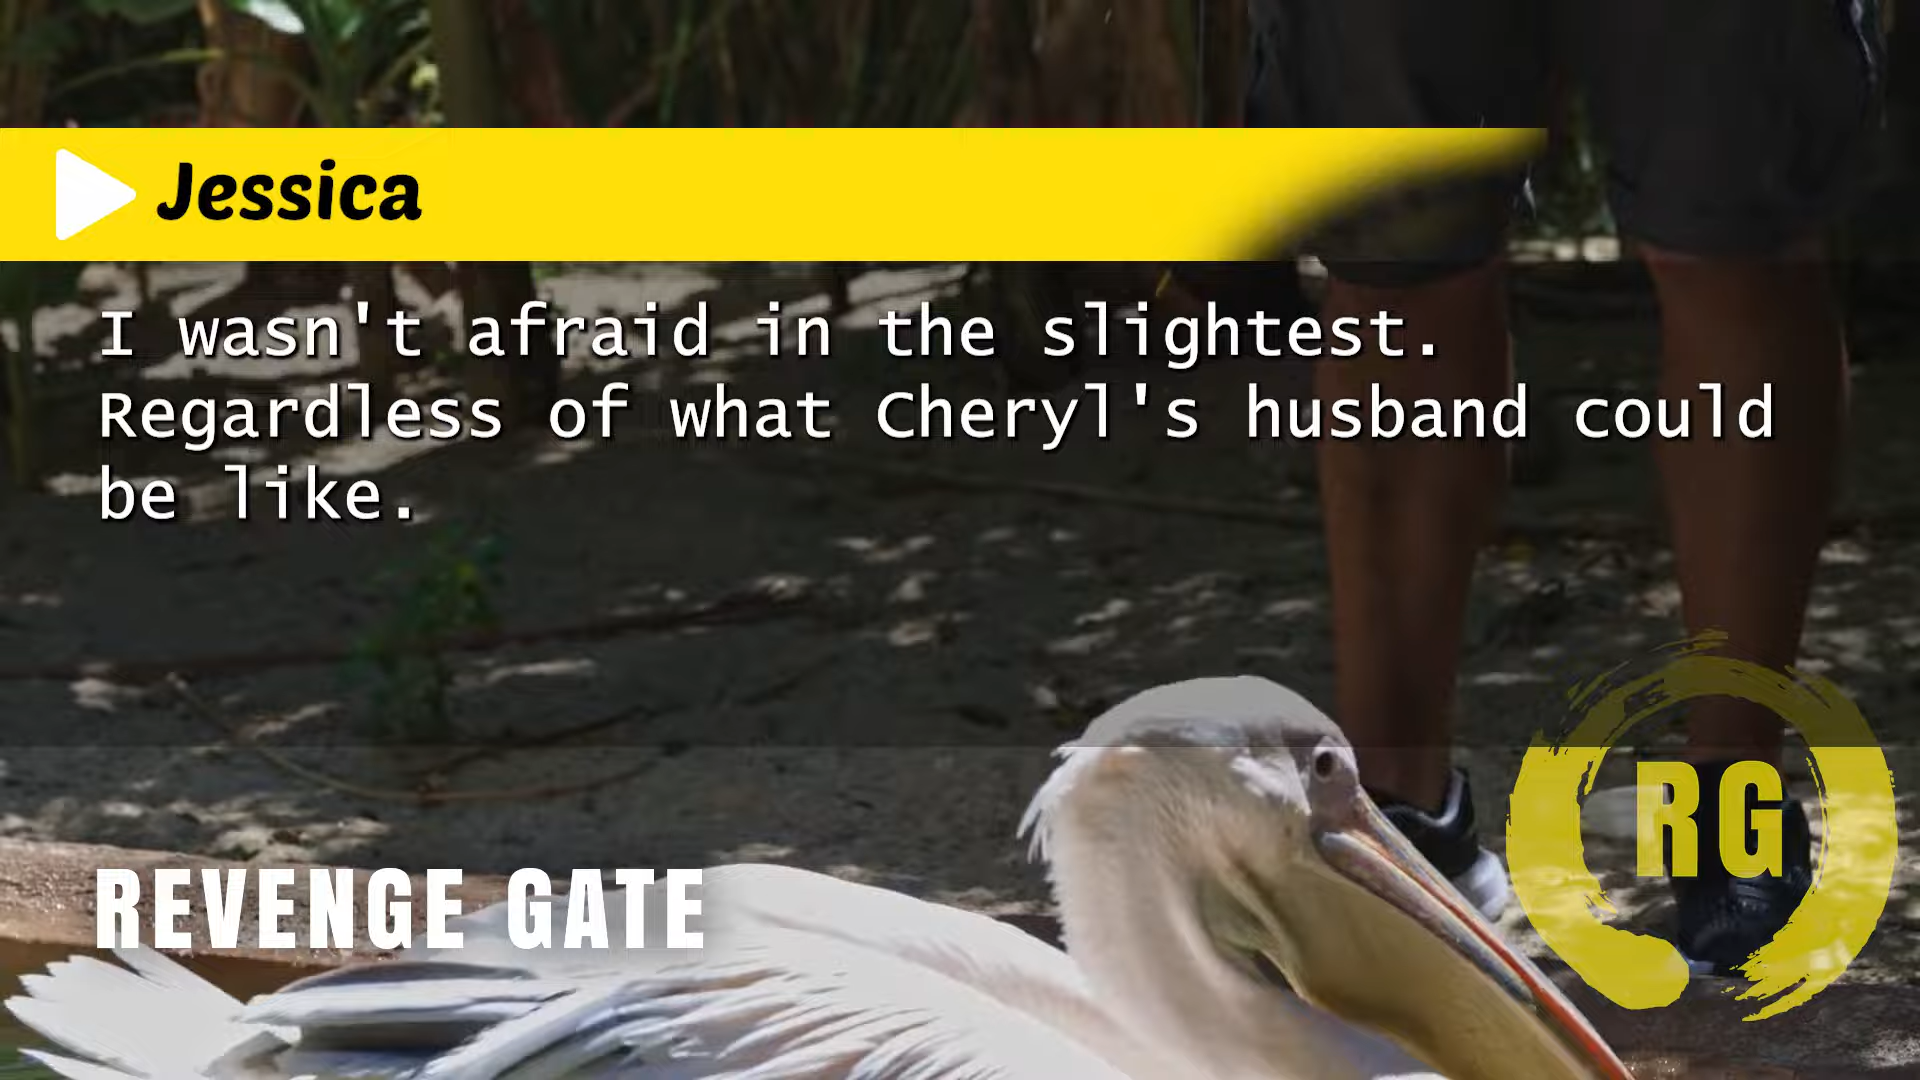 Jessica
I wasn't afraid in the slightest.
Regardless of what Cheryl's husband could
be like.
REVENGE GATE
RG